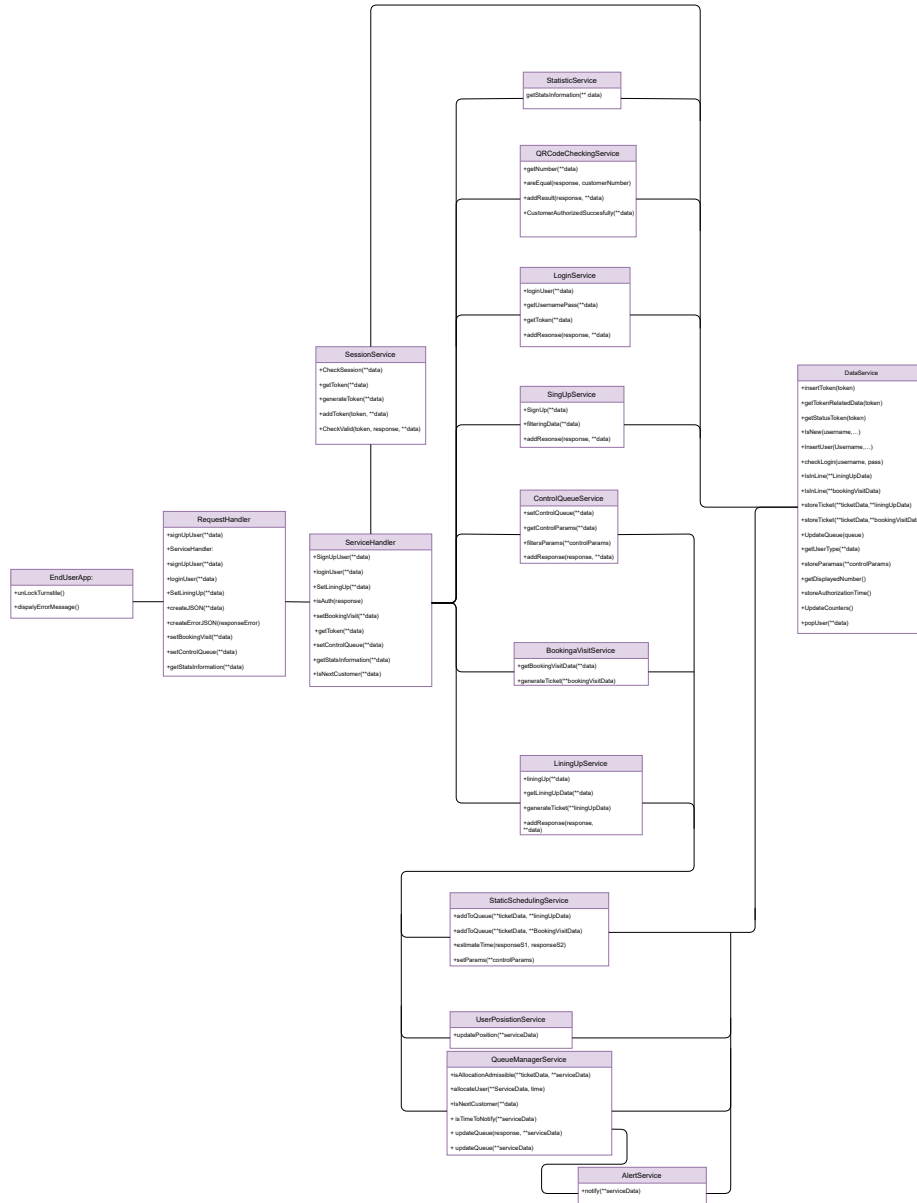 StatisticService
getStatsInformation(** data)
QRCodeCheckingService
+getNumber(**data)
+areEqual(response, customerNumber)
+addResult(response, **data)
+CustomerAuthorizedSuccesfully(**data)
LoginService
+loginUser(**data)
+getUsernamePass(**data)
+getToken(**data)
+addResonse(response, **data)
SessionService
+CheckSession(**data)
+getToken(**data)
+generateToken(**data)
+addToken(token, **data)
+CheckValid(token, response, **data)
SingUpService
+SignUp(**data)
+filteringData(**data)
+addResonse(response, **data)
DataService
+insertToken(token)
+getTokenRelatedData(token)
+getStatusToken(token)
+IsNew(username,...)
+InsertUser(Username,...)
+checkLogin(username, pass)
+IsInLine(**LiningUpData)
+IsInLine(**bookingVisitData)
+storeTicket(**ticketData,**liningUpData)
+storeTicket(**ticketData,**bookingVisitData
+UpdateQueue(queue)
+getUserType(**data)
+storeParamas(**controlParams)
+getDisplayedNumber()
+storeAuthorizationTime()
+UpdateCounters()
+popUser(**data)
ControlQueueService
+setControlQueue(**data)
+getControlParams(**data)
+filtersParams(**controlParams)
+addResponse(response, **data)
RequestHandler
+signUpUser(**data)
+ServiceHandler:
+signUpUser(**data)
+loginUser(**data)
+SetLiningUp(**data)
+createJSON(**data)
+createErrorJSON(responseError)
+setBookingVisit(**data)
+setControlQueue(**data)
+getStatsInformation(**data)
ServiceHandler
+SignUpUser(**data)
+loginUser(**data)
+SetLiningUp(**data)
+isAuth(response)
+setBookingVisit(**data)
+getToken(**data)
+setControlQueue(**data)
+getStatsInformation(**data)
+IsNextCustomer(**data)
EndUserApp:
+unLockTurnstile()
+dispalyErrorMessage()
BookingaVisitService
+getBookingVisitData(**data)
+generateTicket(**bookingVisitData)
LiningUpService
+liningUp(**data)
+getLiningUpData(**data)
+generateTicket(**liningUpData)
+addResponse(response,
**data)
StaticSchedulingService
+addToQueue(**ticketData, **liningUpData)
+addToQueue(**ticketData, **BookingVisitData)
+estimateTime(responseS1, responseS2)
+setParams(**controlParams)
UserPosistionService
+updatePosition(**serviceData)
QueueManagerService
+isAllocationAdmissible(**ticketData, **serviceData)
+allocateUser(**ServiceData, time)
+IsNextCustomer(**data)
+ isTimeToNotify(**serviceData)
+ updateQueue(response, **serviceData)
+ updateQueue(**serviceData)
AlertService
+notify(**serviceData)